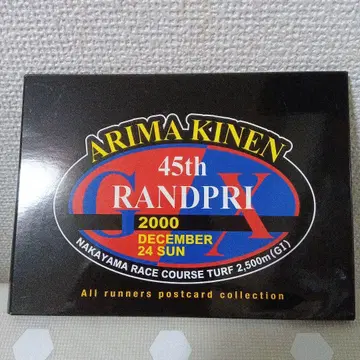 ARIMA KINEN
45th
G RANDPRI X
2000
DECEMBER
24 SUN
NAKAYAMA RACE COURSE TURF 2,500m (GI)
All runners postcard collection